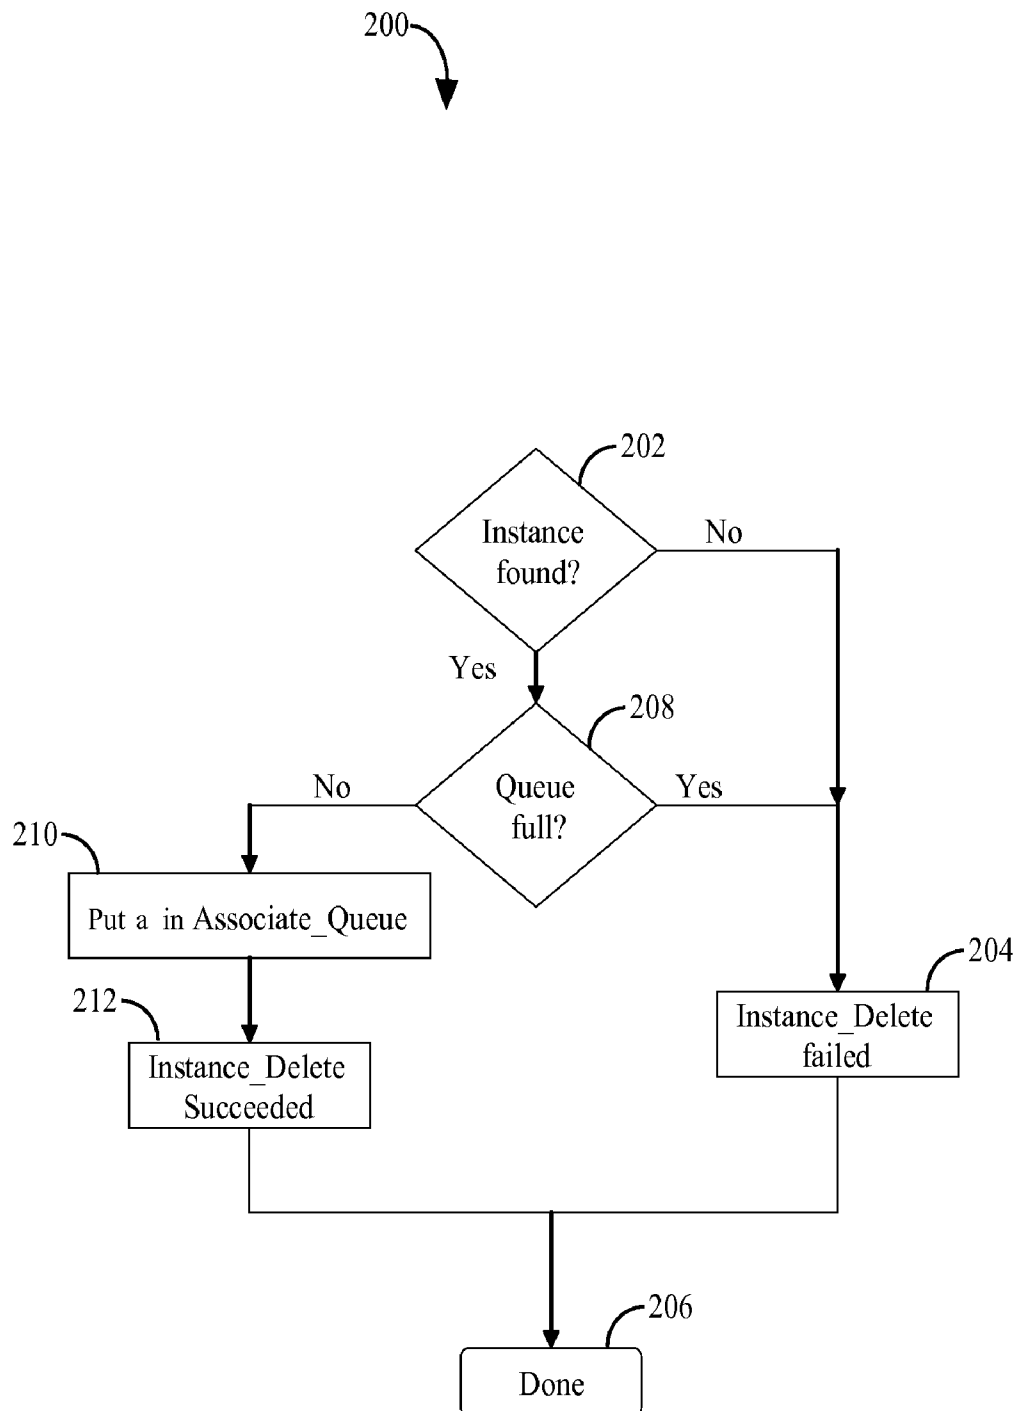 200
202
Instance
found?
No
Yes
208
Queue
full?
No
Yes
210
Put a in Associate_Queue
204
Instance_Delete
failed
212
Instance_Delete
Succeeded
206
Done